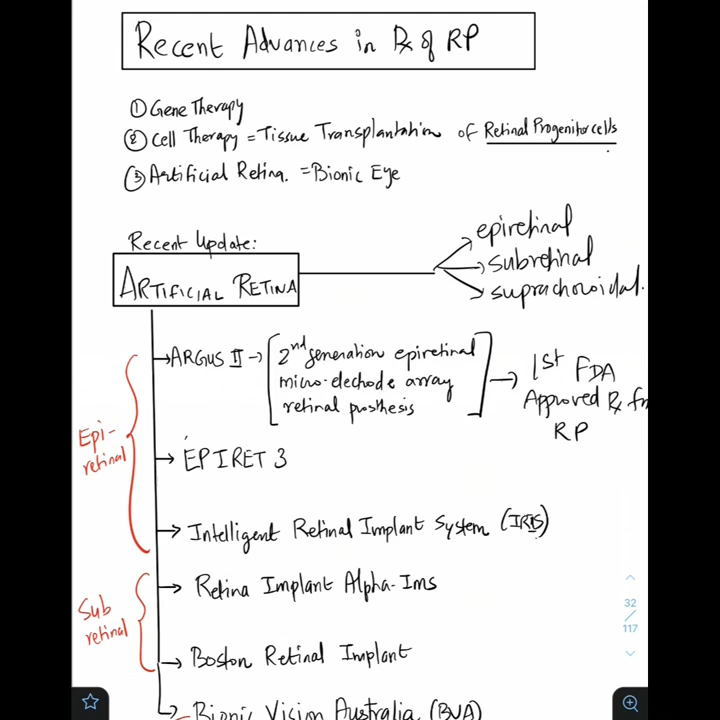 Recent Advances in Rx of RP
① Gene Therapy
② Cell Therapy = Tissue Transplantation of Retinal Progenitor cells
③ Artificial Retina. = Bionic Eye
Recent Update:
ARTIFICIAL RETINA
epiretinal
subretinal
suprachoroidal.
ARGUS II → 2nd generation epiretinal
micro-electrode array
retinal prosthesis
1st FDA
Approved Rx for
RP
Epi-
retinal
EPIRET 3
Intelligent Retinal Implant System (IRIS)
Sub
retinal
Retina Implant Alpha-Ims
Boston Retinal Implant
Bionic Vision Australia (BVA)
32
/
117